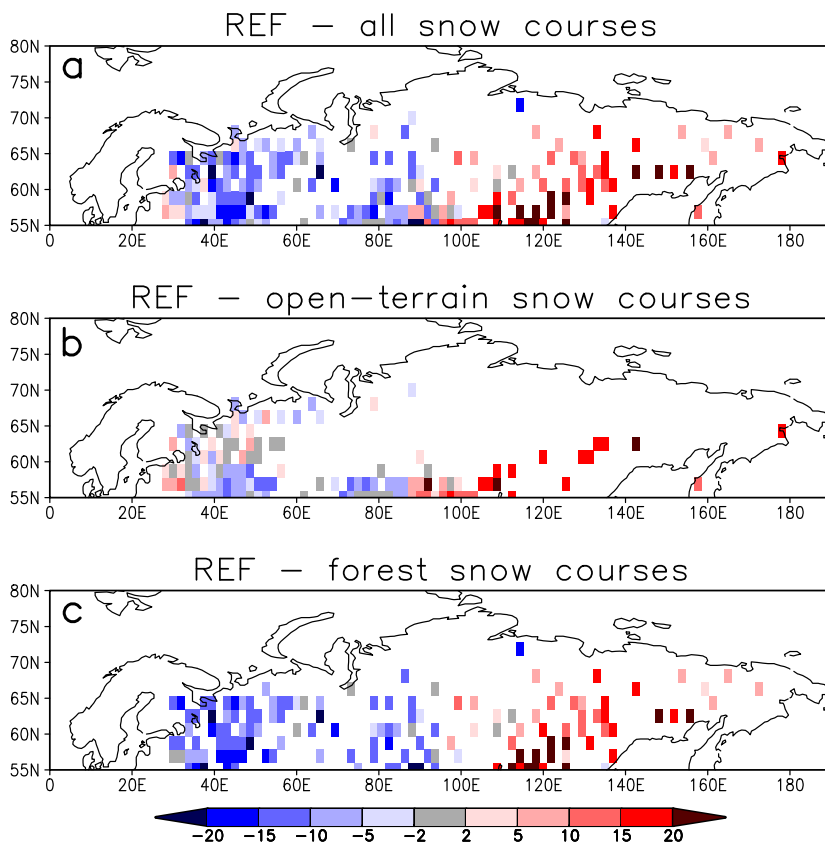 REF – all snow courses
80N
a
75N
70N
65N
60N
55N
0 20E 40E 60E 80E 100E 120E 140E 160E 180
REF – open–terrain snow courses
80N
b
75N
70N
65N
60N
55N
0 20E 40E 60E 80E 100E 120E 140E 160E 180
REF – forest snow courses
80N
c
75N
70N
65N
60N
55N
0 20E 40E 60E 80E 100E 120E 140E 160E 180
−20 −15 −10 −5 −2 2 5 10 15 20